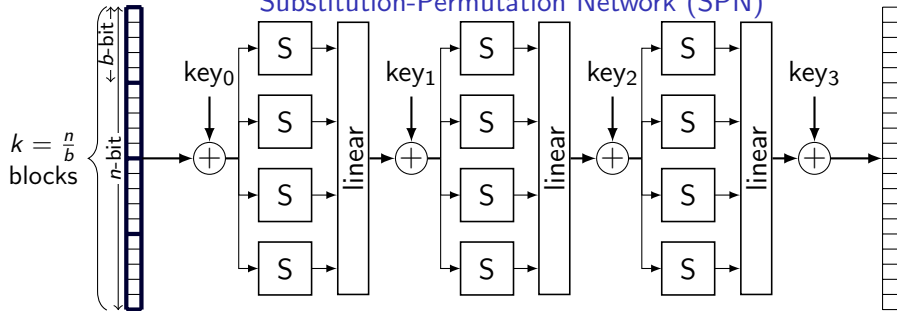 Substitution-Permutation Network (SPN)
b-bit
n-bit
k = n/b
blocks
key₀
key₁
key₂
key₃
S
S
S
S
linear
S
S
S
S
linear
S
S
S
S
linear